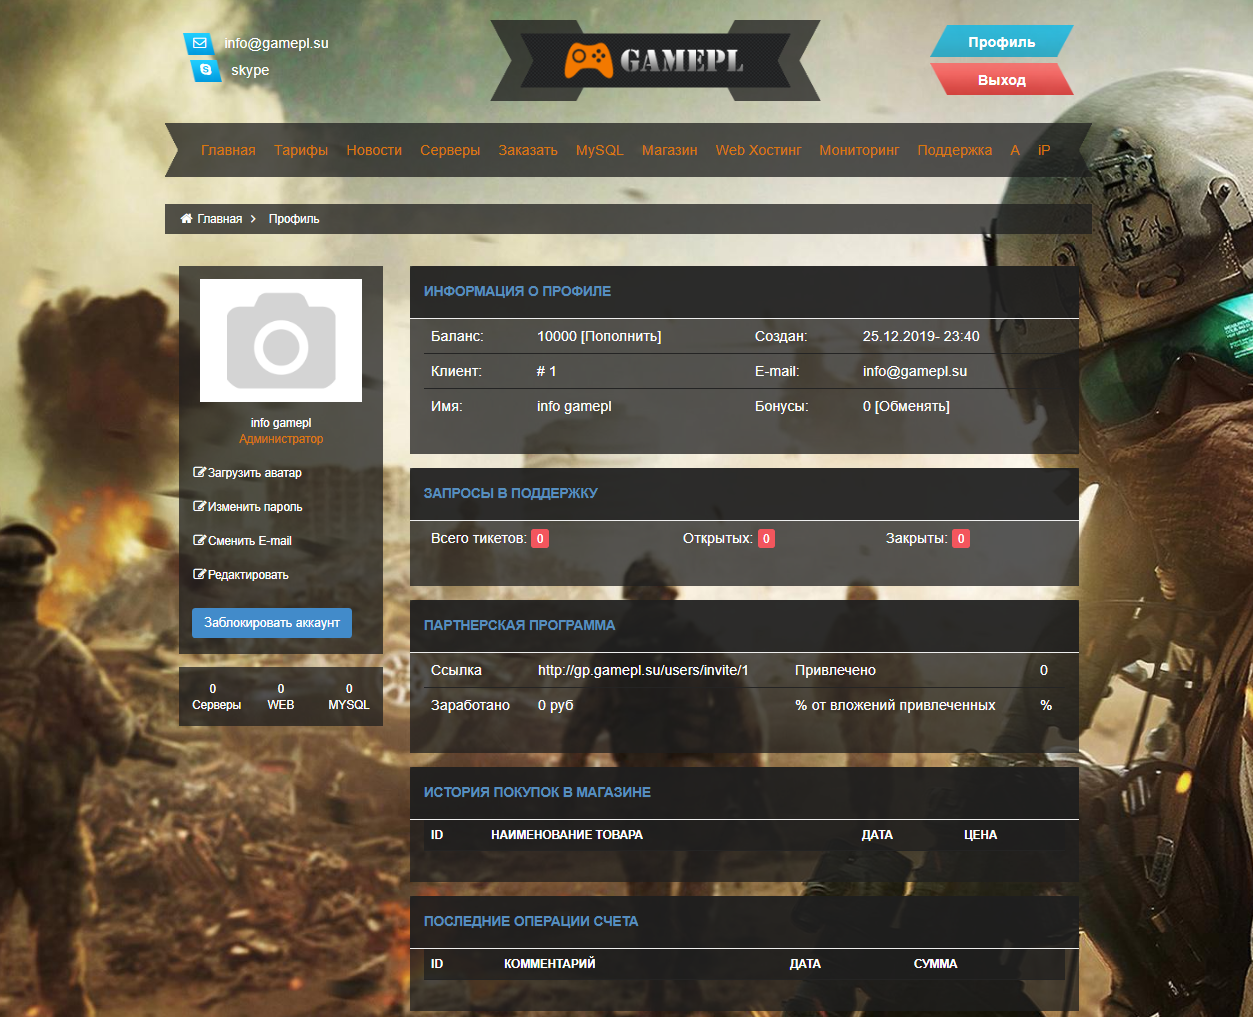 info@gamepl.su
skype
GAMEPL
Профиль
Выход
Главная Тарифы Новости Серверы Заказать MySQL Магазин Web Хостинг Мониторинг Поддержка A iP
Главная Профиль
info gamepl
Администратор
Загрузить аватар
Изменить пароль
Сменить E-mail
Редактировать
Заблокировать аккаунт
0 0 0
Серверы WEB MYSQL
ИНФОРМАЦИЯ О ПРОФИЛЕ
Баланс: 10000 [Пополнить] Создан: 25.12.2019- 23:40
Клиент: # 1 E-mail: info@gamepl.su
Имя: info gamepl Бонусы: 0 [Обменять]
ЗАПРОСЫ В ПОДДЕРЖКУ
Всего тикетов: 0 Открытых: 0 Закрыты: 0
ПАРТНЕРСКАЯ ПРОГРАММА
Ссылка http://gp.gamepl.su/users/invite/1 Привлечено 0
Заработано 0 руб % от вложений привлеченных %
ИСТОРИЯ ПОКУПОК В МАГАЗИНЕ
ID НАИМЕНОВАНИЕ ТОВАРА ДАТА ЦЕНА
ПОСЛЕДНИЕ ОПЕРАЦИИ СЧЕТА
ID КОММЕНТАРИЙ ДАТА СУММА